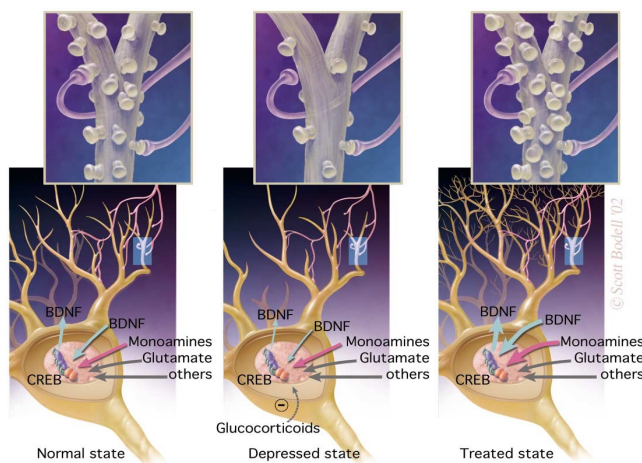 BDNF
BDNF
Monoamines
Glutamate
others
CREB
Normal state
BDNF
BDNF
Monoamines
Glutamate
others
CREB
Glucocorticoids
Depressed state
BDNF
BDNF
Monoamines
Glutamate
others
CREB
Treated state
© Scott Bodell '02